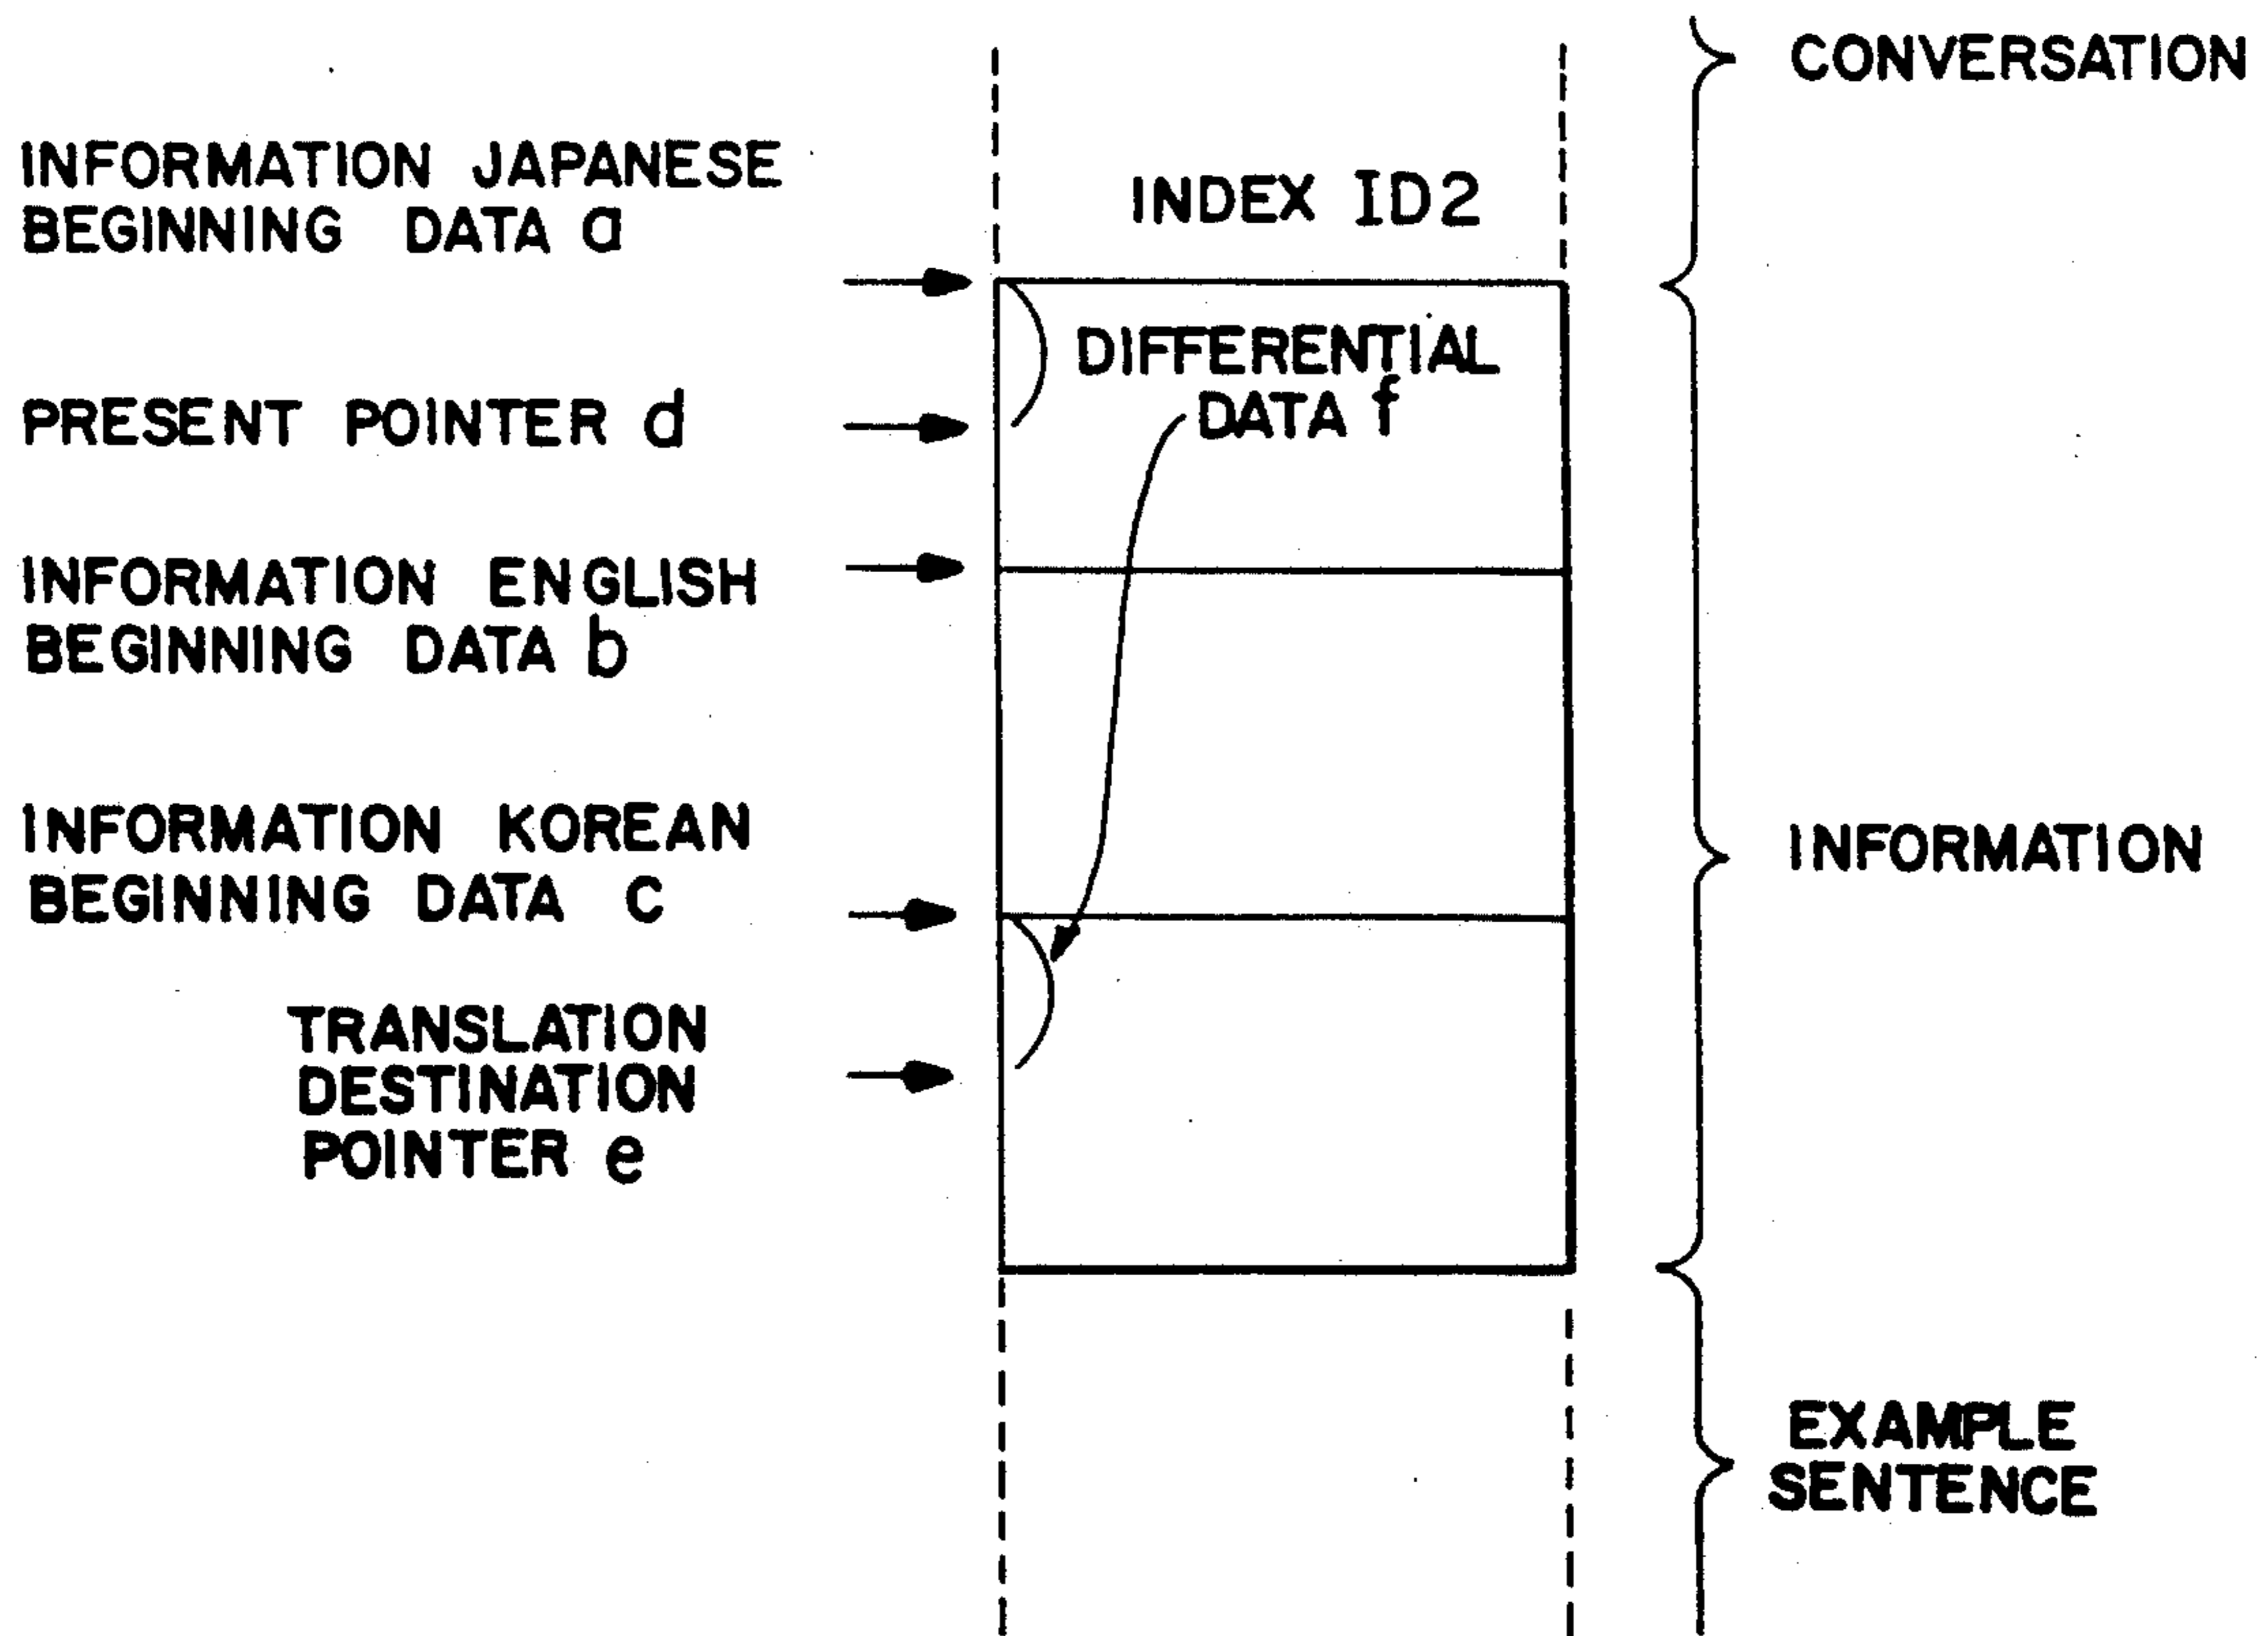 CONVERSATION
INFORMATION JAPANESE
BEGINNING DATA a
INDEX ID2
DIFFERENTIAL
DATA f
PRESENT POINTER d
INFORMATION ENGLISH
BEGINNING DATA b
INFORMATION KOREAN
BEGINNING DATA c
INFORMATION
TRANSLATION
DESTINATION
POINTER e
EXAMPLE
SENTENCE